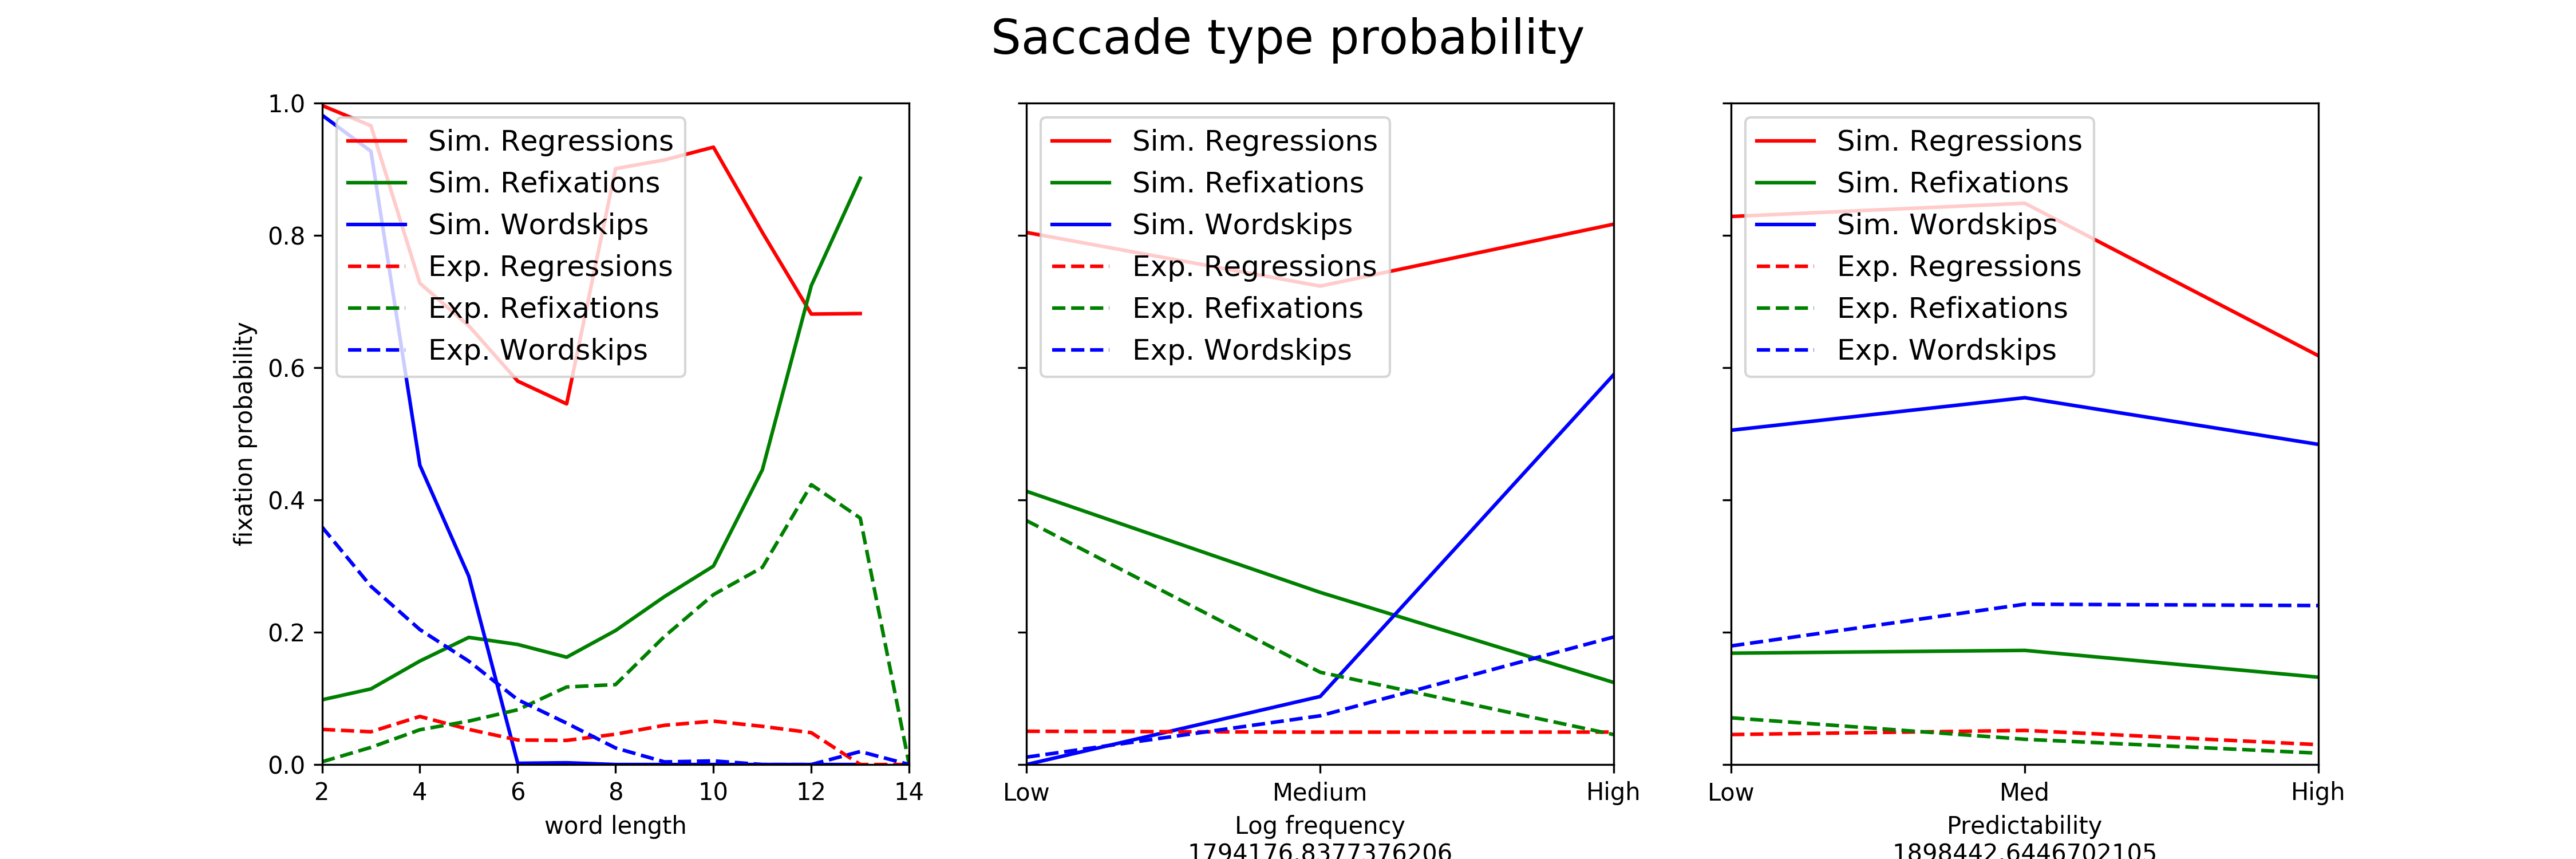 Saccade type probability
fixation probability
1.0
0.8
0.6
0.4
0.2
0.0
2 4 6 8 10 12 14
word length
Sim. Regressions
Sim. Refixations
Sim. Wordskips
Exp. Regressions
Exp. Refixations
Exp. Wordskips
Sim. Regressions
Sim. Refixations
Sim. Wordskips
Exp. Regressions
Exp. Refixations
Exp. Wordskips
Low Medium High
Log frequency
1794176.8377376206
Sim. Regressions
Sim. Refixations
Sim. Wordskips
Exp. Regressions
Exp. Refixations
Exp. Wordskips
Low Med High
Predictability
1898442.6446702105